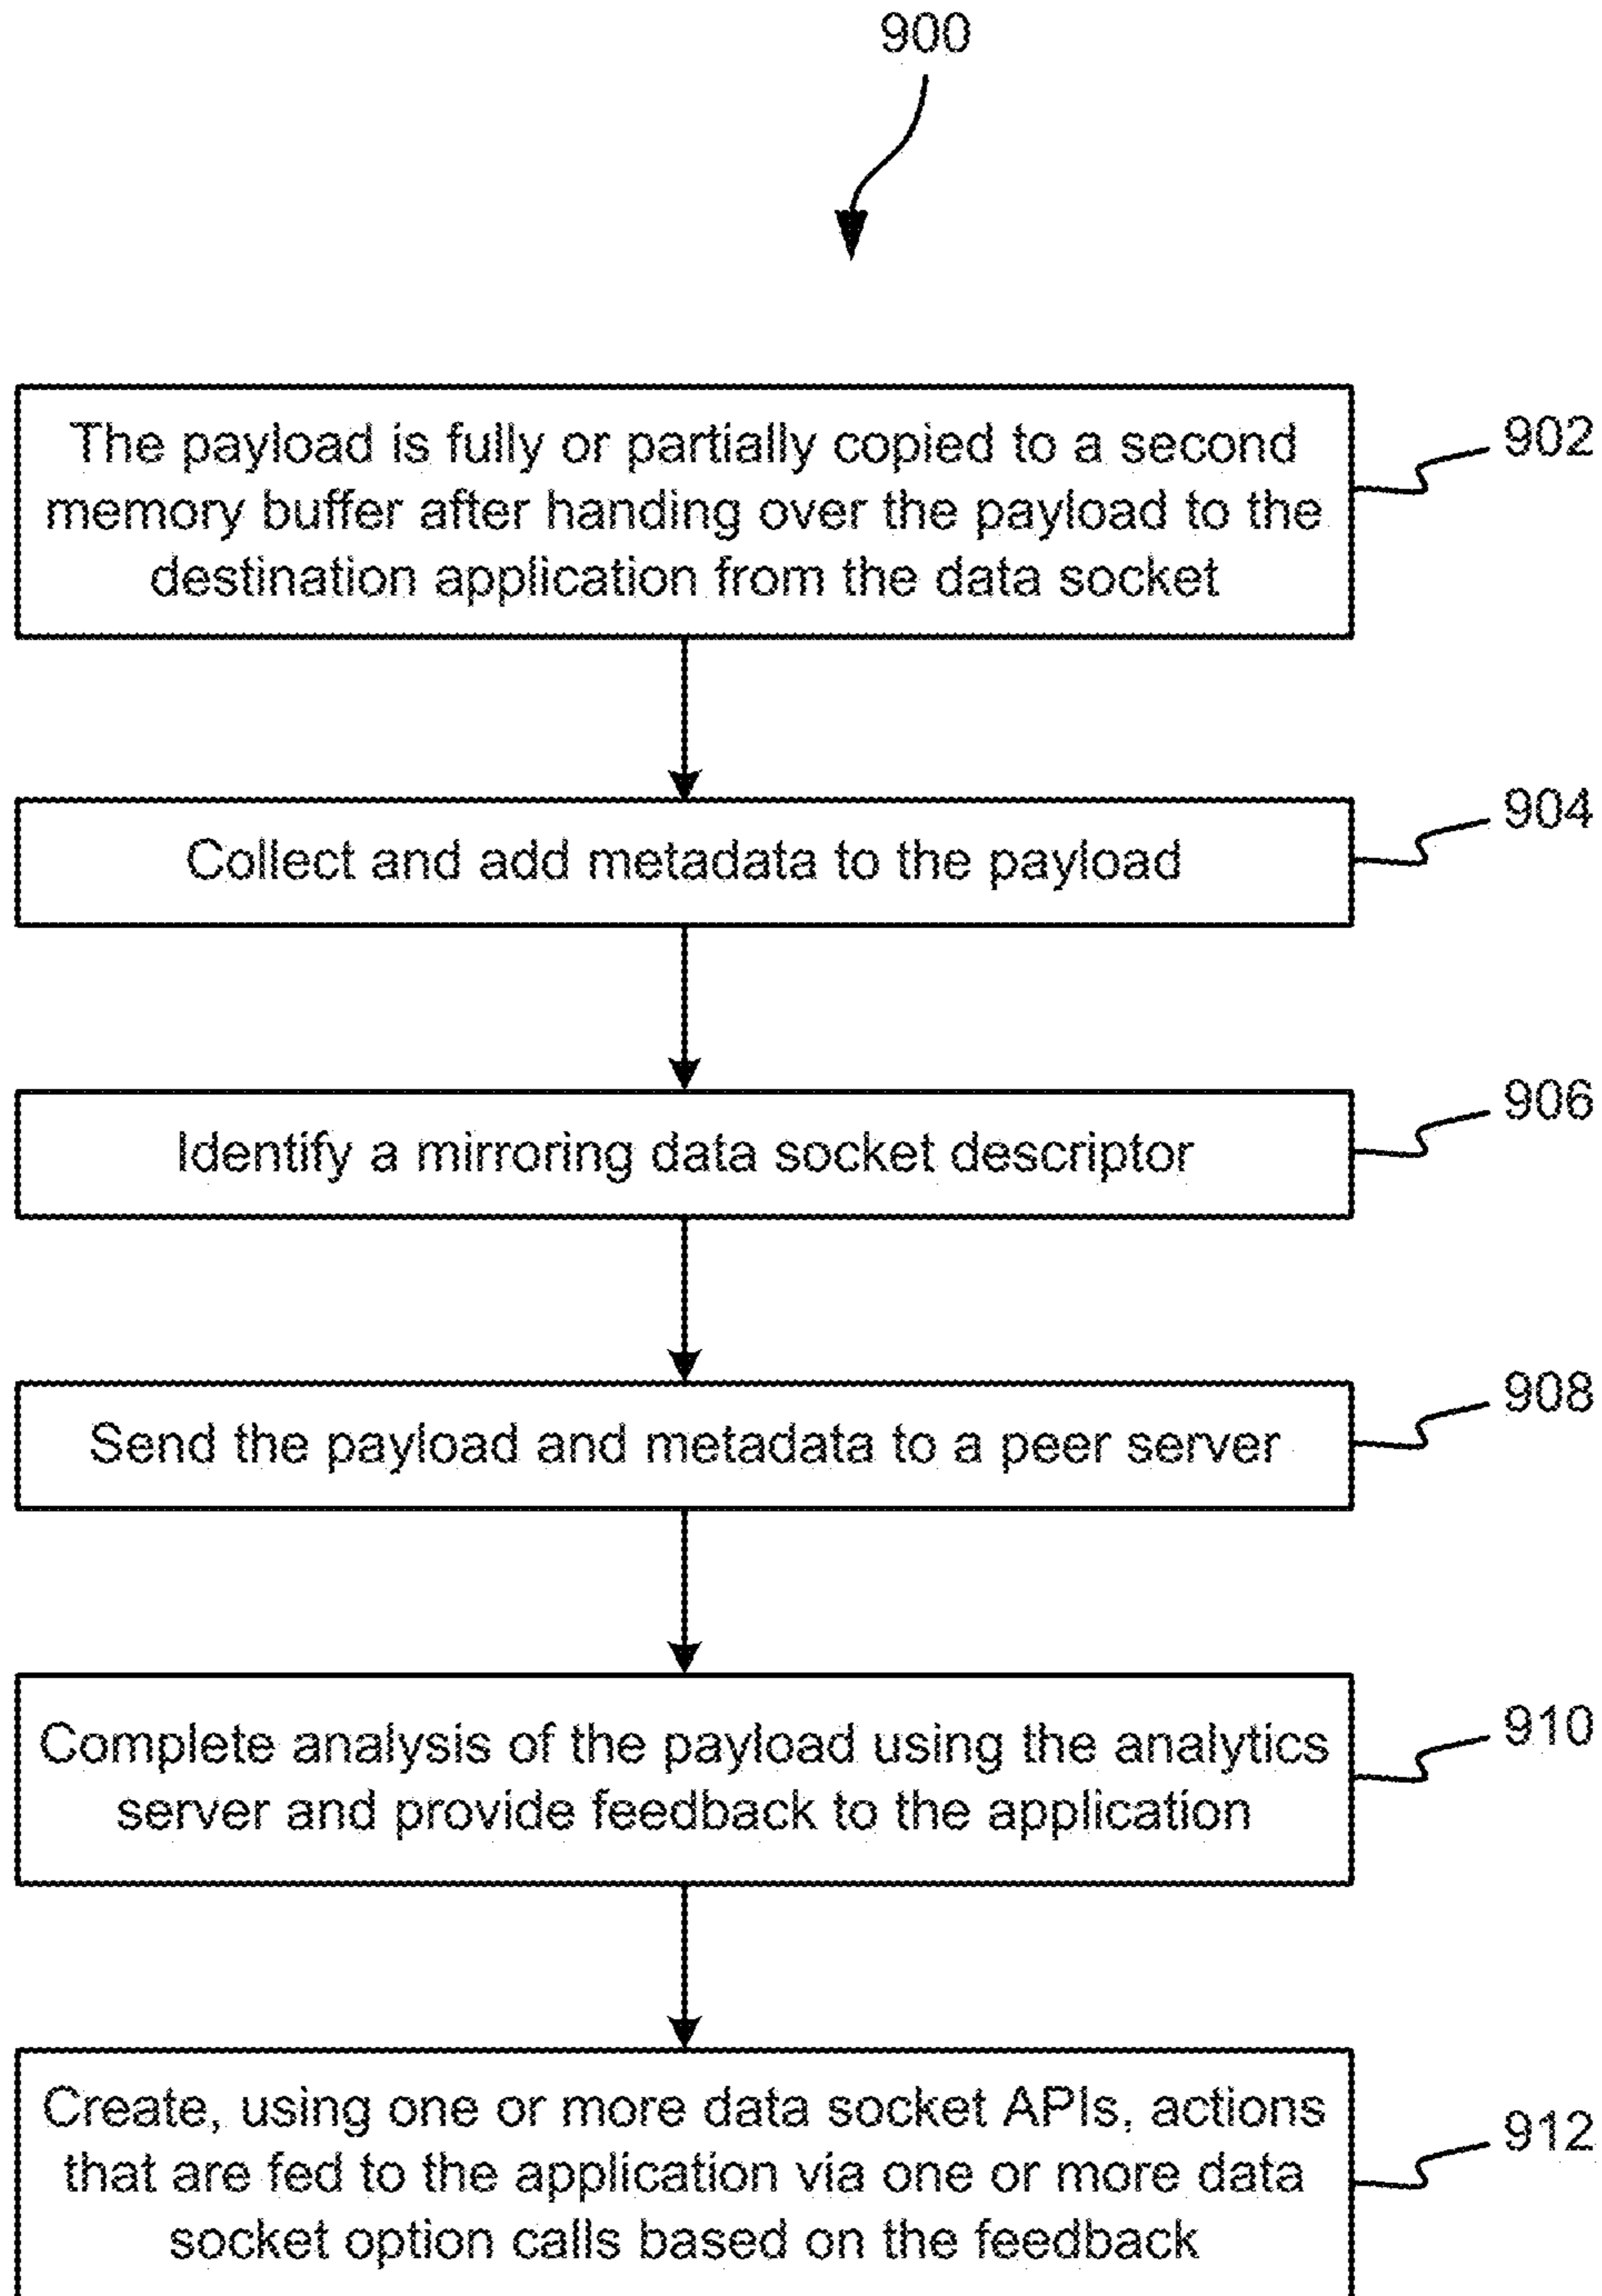 900
The payload is fully or partially copied to a second
memory buffer after handing over the payload to the
destination application from the data socket
902
Collect and add metadata to the payload
904
Identify a mirroring data socket descriptor
906
Send the payload and metadata to a peer server
908
Complete analysis of the payload using the analytics
server and provide feedback to the application
910
Create, using one or more data socket APIs, actions
that are fed to the application via one or more data
socket option calls based on the feedback
912